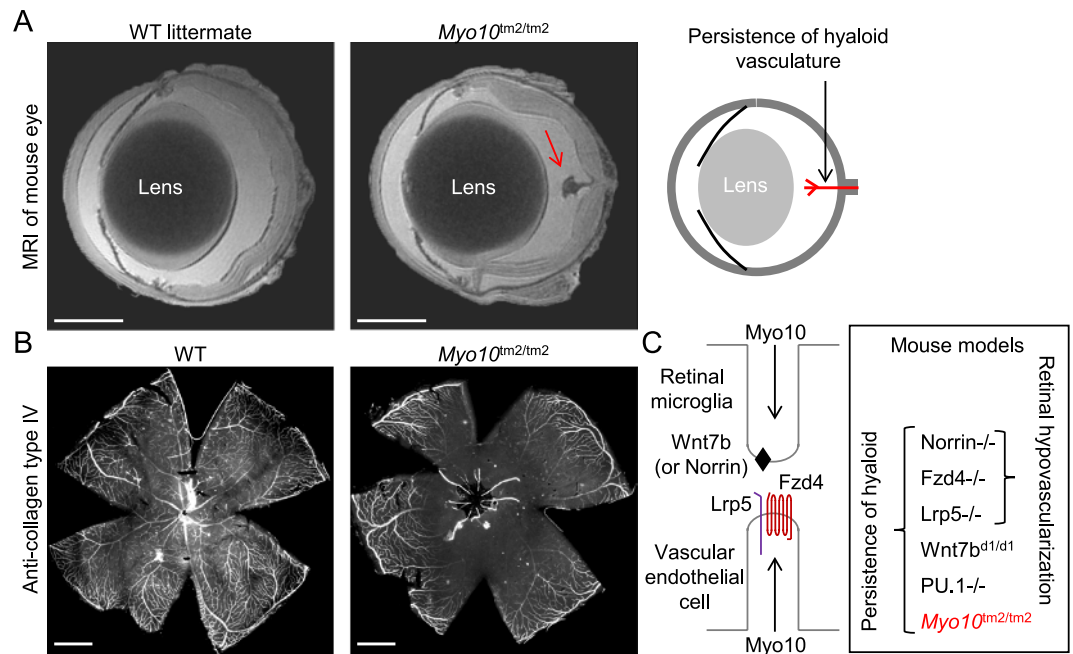 A
WT littermate
Myo10tm2/tm2
Persistence of hyaloid
vasculature
MRI of mouse eye
Lens
Lens
Lens
B
WT
Myo10tm2/tm2
Anti-collagen type IV
C
Myo10
Retinal
microglia
Wnt7b
(or Norrin)
Fzd4
Lrp5
Vascular
endothelial
cell
Myo10
Mouse models
Persistence of hyaloid
Norrin-/-
Fzd4-/-
Lrp5-/-
Wnt7bd1/d1
PU.1-/-
Myo10tm2/tm2
Retinal hypovascularization